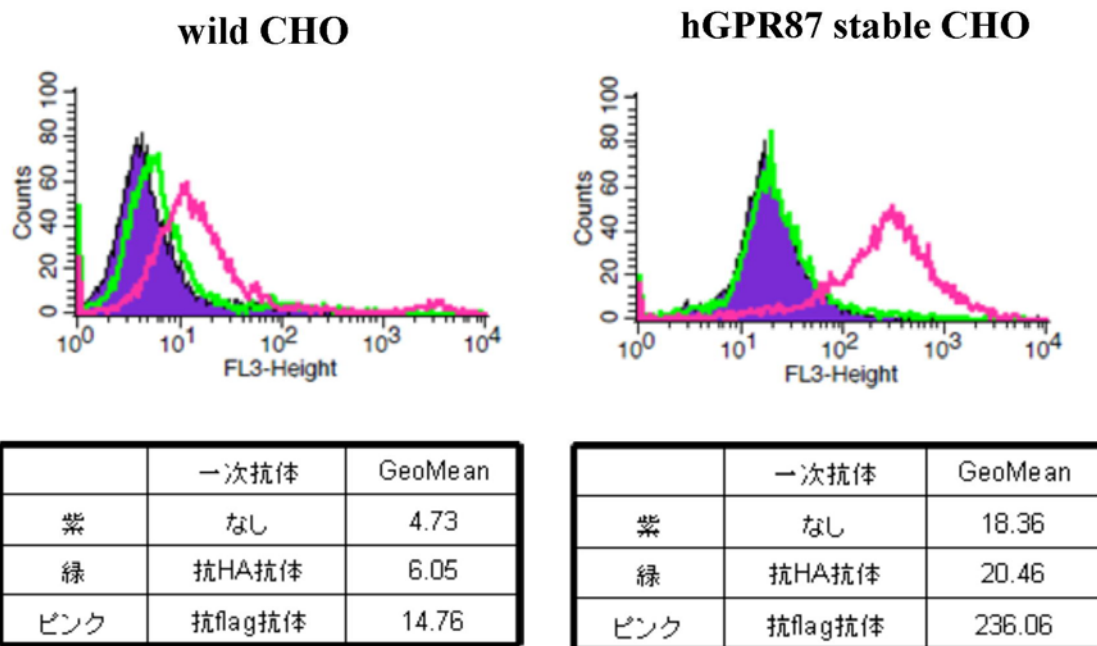 wild CHO
hGPR87 stable CHO
Counts
0 20 40 60 80 100
10^0 10^1 10^2 10^3 10^4
FL3-Height
Counts
0 20 40 60 80 100
10^0 10^1 10^2 10^3 10^4
FL3-Height
一次抗体 GeoMean
紫 なし 4.73
緑 抗HA抗体 6.05
ピンク 抗flag抗体 14.76
一次抗体 GeoMean
紫 なし 18.36
緑 抗HA抗体 20.46
ピンク 抗flag抗体 236.06